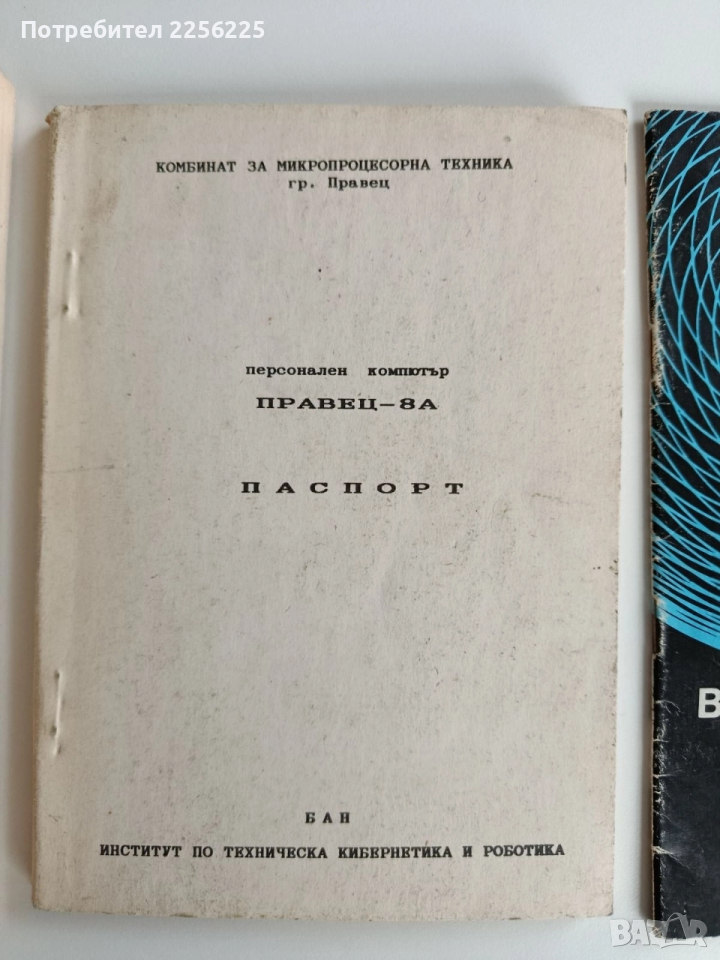 Потребител 2256225
КОМБИНАТ ЗА МИКРОПРОЦЕСОРНА ТЕХНИКА
гр. Правец
персонален компютър
ПРАВЕЦ-8А
ПАСПОРТ
БАН
ИНСТИТУТ ПО ТЕХНИЧЕСКА КИБЕРНЕТИКА И РОБОТИКА
В
BAZAR